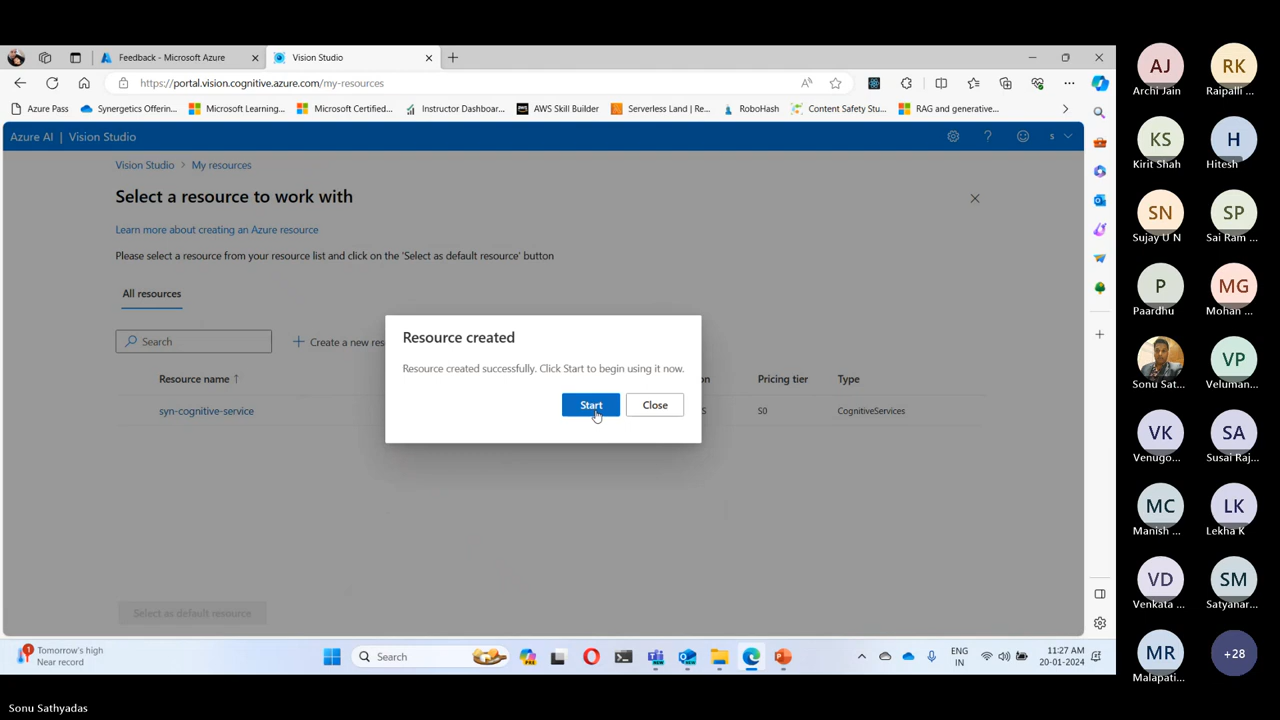 Feedback - Microsoft Azure
Vision Studio
https://portal.vision.cognitive.azure.com/my-resources
Azure Pass
Synergetics Offerin...
Microsoft Learning...
Microsoft Certified...
Instructor Dashboar...
AWS Skill Builder
Serverless Land | Re...
RoboHash
Content Safety Stu...
RAG and generative...
Azure AI | Vision Studio
s
Vision Studio > My resources
Select a resource to work with
Learn more about creating an Azure resource
Please select a resource from your resource list and click on the 'Select as default resource' button
All resources
Search
Create a new res
Resource name ↑
on
Pricing tier
Type
syn-cognitive-service
S
S0
CognitiveServices
Resource created
Resource created successfully. Click Start to begin using it now.
Start
Close
Select as default resource
1
Tomorrow's high
Near record
Search
PRE
ENG
IN
11:27 AM
20-01-2024
AJ
Archi Jain
RK
Raipalli ...
KS
Kirit Shah
H
Hitesh
SN
Sujay U N
SP
Sai Ram ...
P
Paardhu
MG
Mohan ...
Sonu Sat...
VP
Veluman...
VK
Venugo...
SA
Susai Raj...
MC
Manish ...
LK
Lekha K
VD
Venkata ...
SM
Satyanar...
MR
Malapati...
+28
Sonu Sathyadas